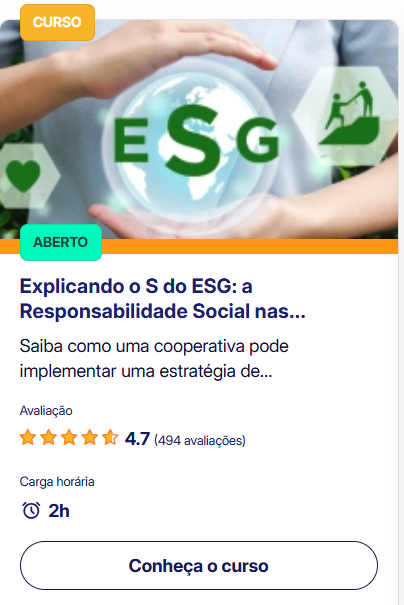 CURSO
ESG
ABERTO
Explicando o S do ESG: a
Responsabilidade Social nas...
Saiba como uma cooperativa pode
implementar uma estratégia de...
Avaliação
4.7 (494 avaliações)
Carga horária
2h
Conheça o curso